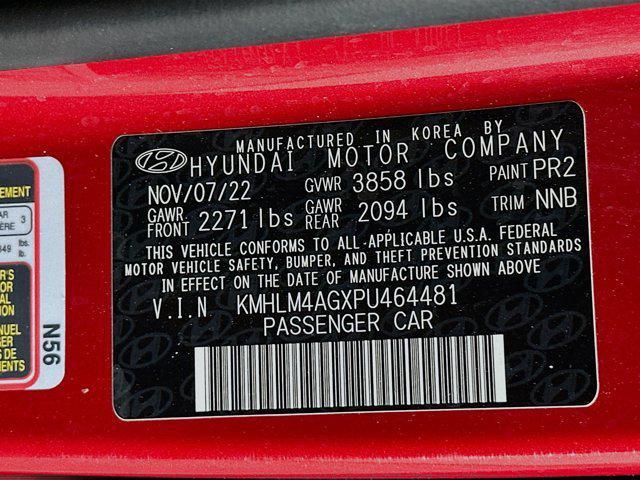 MANUFACTURED IN KOREA BY
HYUNDAI MOTOR COMPANY
NOV/07/22 GVWR 3858 lbs PAINT PR2
GAWR FRONT 2271 lbs GAWR REAR 2094 lbs TRIM NNB
THIS VEHICLE CONFORMS TO ALL APPLICABLE U.S.A. FEDERAL
MOTOR VEHICLE SAFETY, BUMPER, AND THEFT PREVENTION STANDARDS
IN EFFECT ON THE DATE OF MANUFACTURE SHOWN ABOVE
V.I.N KMHLM4AGXPU464481
PASSENGER CAR
3
lbs.
N56